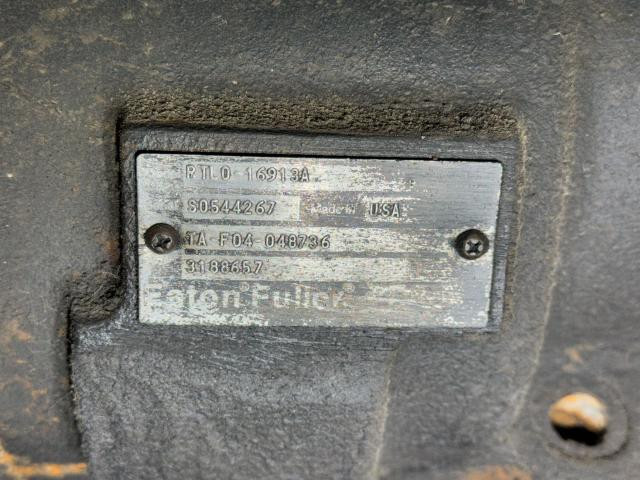 RTLO 16913A
S0544267 Made in USA
TA F04 048736
3188657
Eaton Fuller